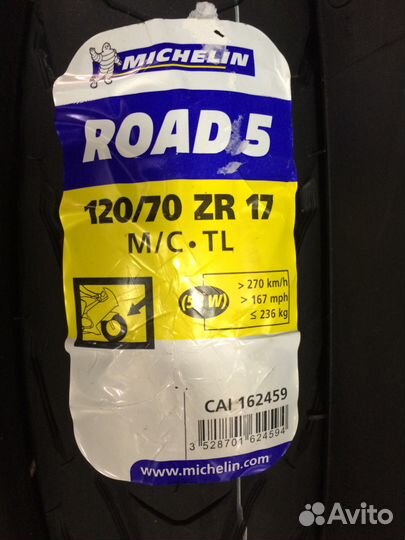 MICHELIN
ROAD 5
120/70 ZR 17
M/C • TL
> 270 km/h
> 167 mph
≤ 236 kg
CAI 162459
3 528701 624594
www.michelin.com
Avito